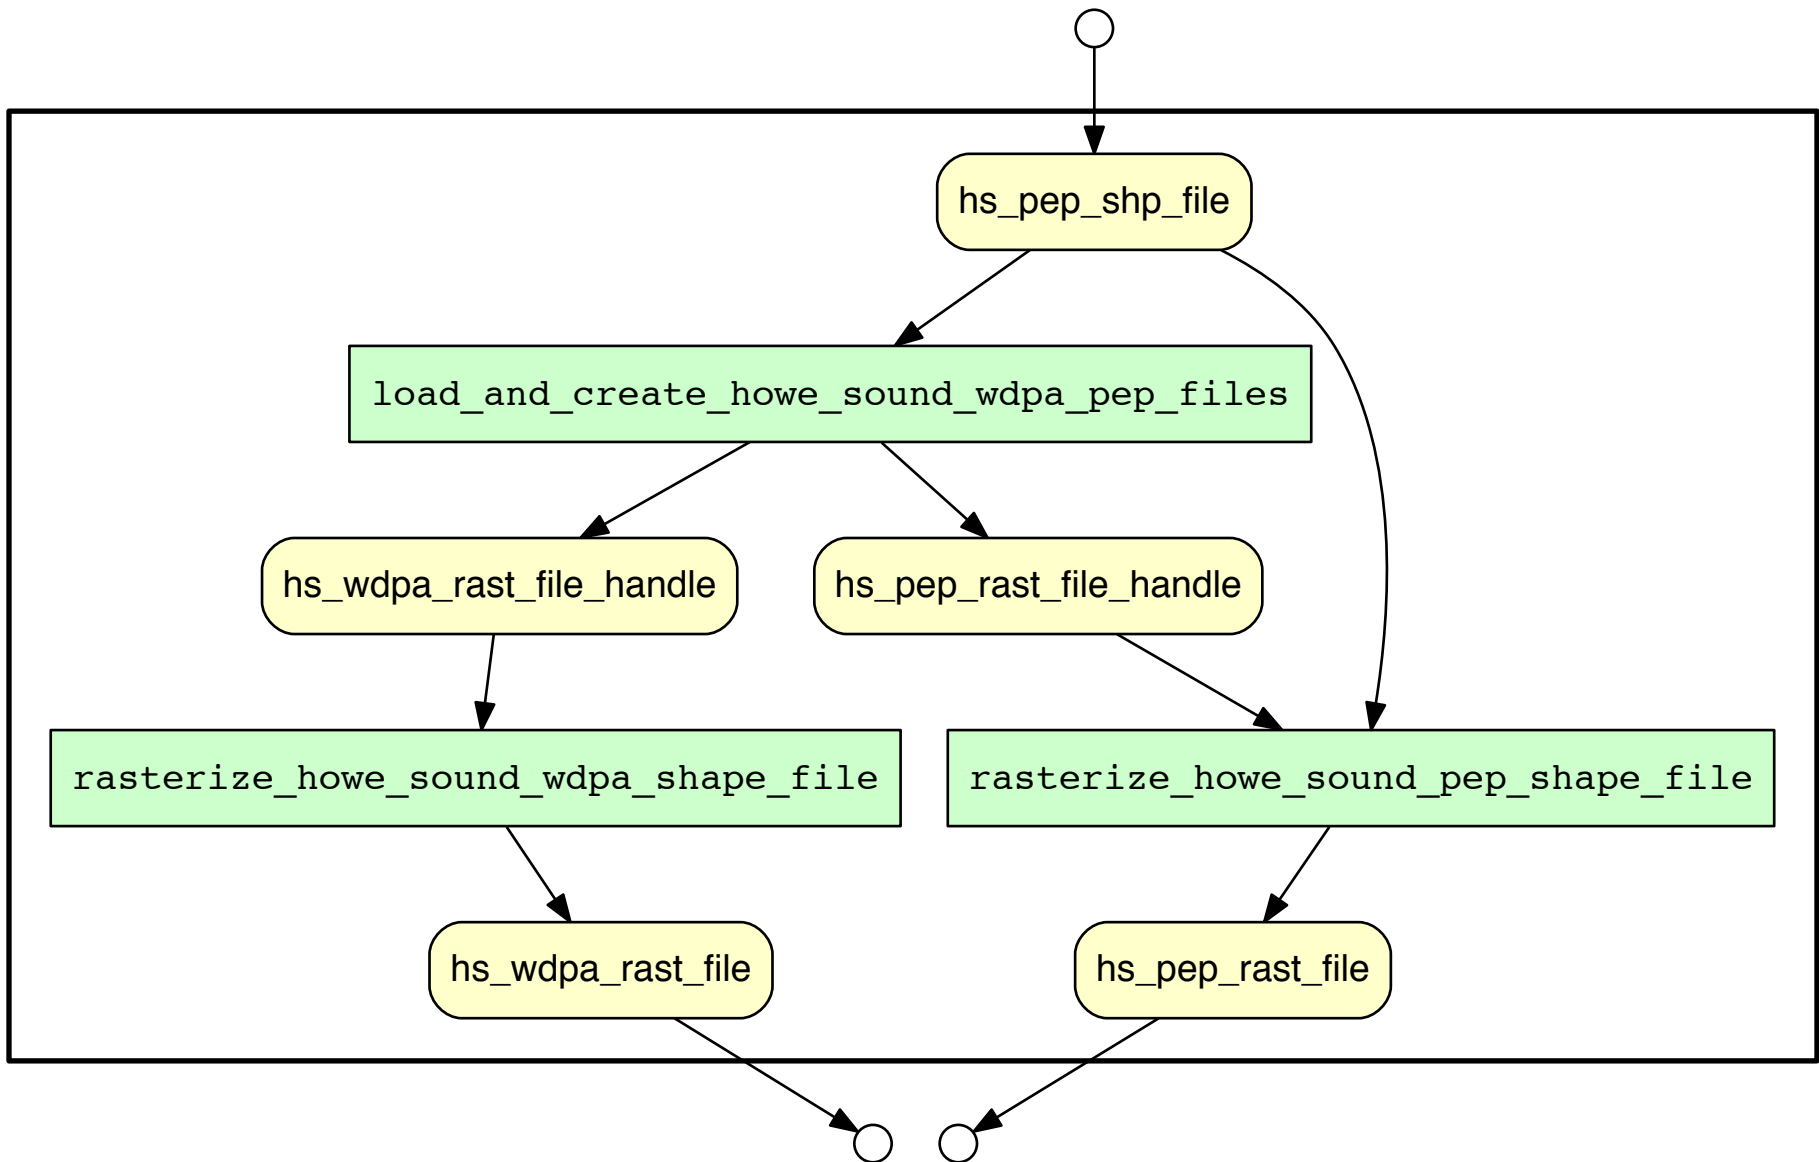 hs_pep_shp_file
load_and_create_howe_sound_wdpa_pep_files
hs_wdpa_rast_file_handle
hs_pep_rast_file_handle
rasterize_howe_sound_wdpa_shape_file
rasterize_howe_sound_pep_shape_file
hs_wdpa_rast_file
hs_pep_rast_file